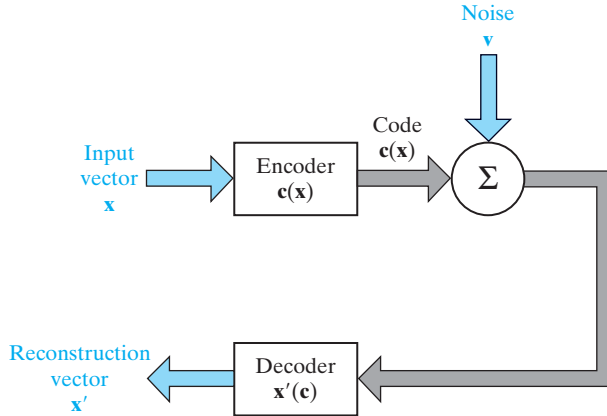 Noise
v
Code
c(x)
Input
vector
x
Encoder
c(x)
Σ
Reconstruction
vector
x′
Decoder
x′(c)